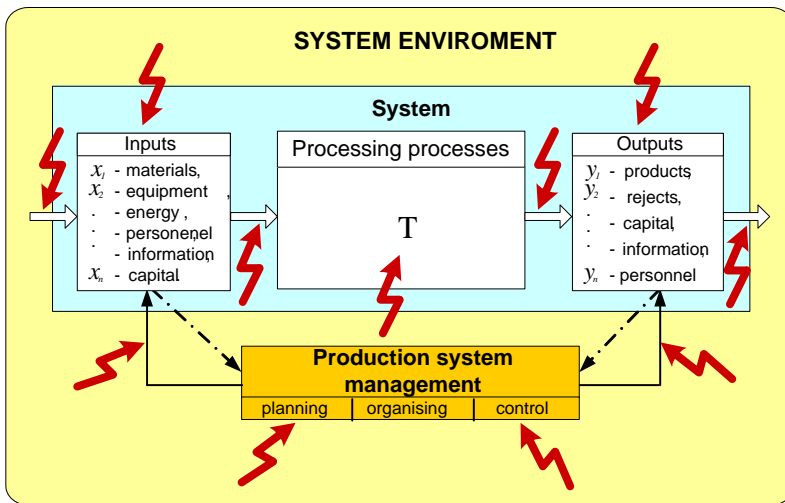 SYSTEM ENVIROMENT
System
Inputs
x₁ - materials,
x₂ - equipment ,
. - energy ,
. - personenel
. - information,
xₙ - capital.
Processing processes
T
Outputs
y₁ - products,
y₂ - rejects,
. - capital,
. - information,
yₙ - personnel
Production system
management
planning
organising
control